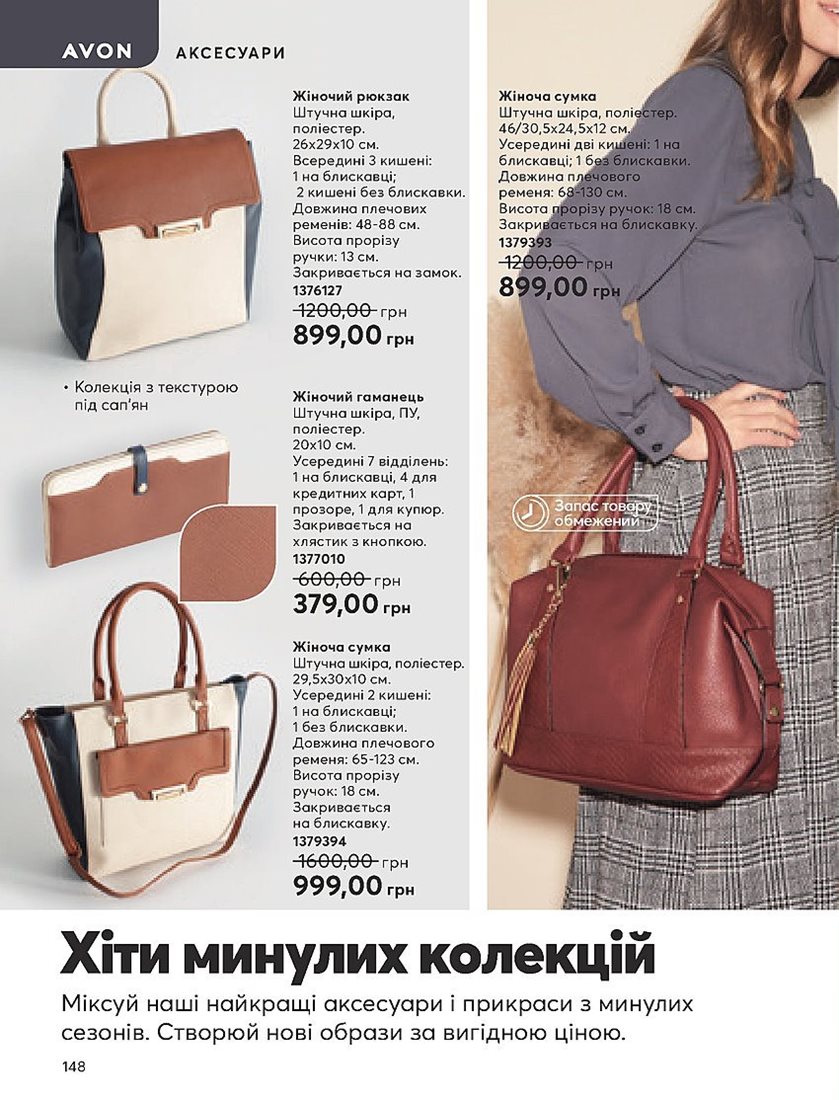 AVON
АКСЕСУАРИ
Жіночий рюкзак
Штучна шкіра,
поліестер.
26х29х10 см.
Всередині 3 кишені:
1 на блискавці;
2 кишені без блискавки.
Довжина плечових
ременів: 48-88 см.
Висота прорізу
ручки: 13 см.
Закривається на замок.
1376127
1200,00 грн
899,00 грн
• Колекція з текстурою
під сап'ян
Жіночий гаманець
Штучна шкіра, ПУ,
поліестер.
20х10 см.
Усередині 7 відділень:
1 на блискавці, 4 для
кредитних карт, 1
прозоре, 1 для купюр.
Закривається на
хлястик з кнопкою.
1377010
600,00 грн
379,00 грн
Жіноча сумка
Штучна шкіра, поліестер.
29,5х30х10 см.
Усередині 2 кишені:
1 на блискавці;
1 без блискавки.
Довжина плечового
ременя: 65-123 см.
Висота прорізу
ручок: 18 см.
Закривається
на блискавку.
1379394
1600,00 грн
999,00 грн
Жіноча сумка
Штучна шкіра, поліестер.
46/30,5х24,5х12 см.
Усередині дві кишені: 1 на
блискавці; 1 без блискавки.
Довжина плечового
ременя: 68-130 см.
Висота прорізу ручок: 18 см.
Закривається на блискавку.
1379393
1200,00 грн
899,00 грн
Запас товару
обмежений
Хіти минулих колекцій
Міксуй наші найкращі аксесуари і прикраси з минулих
сезонів. Створюй нові образи за вигідною ціною.
148